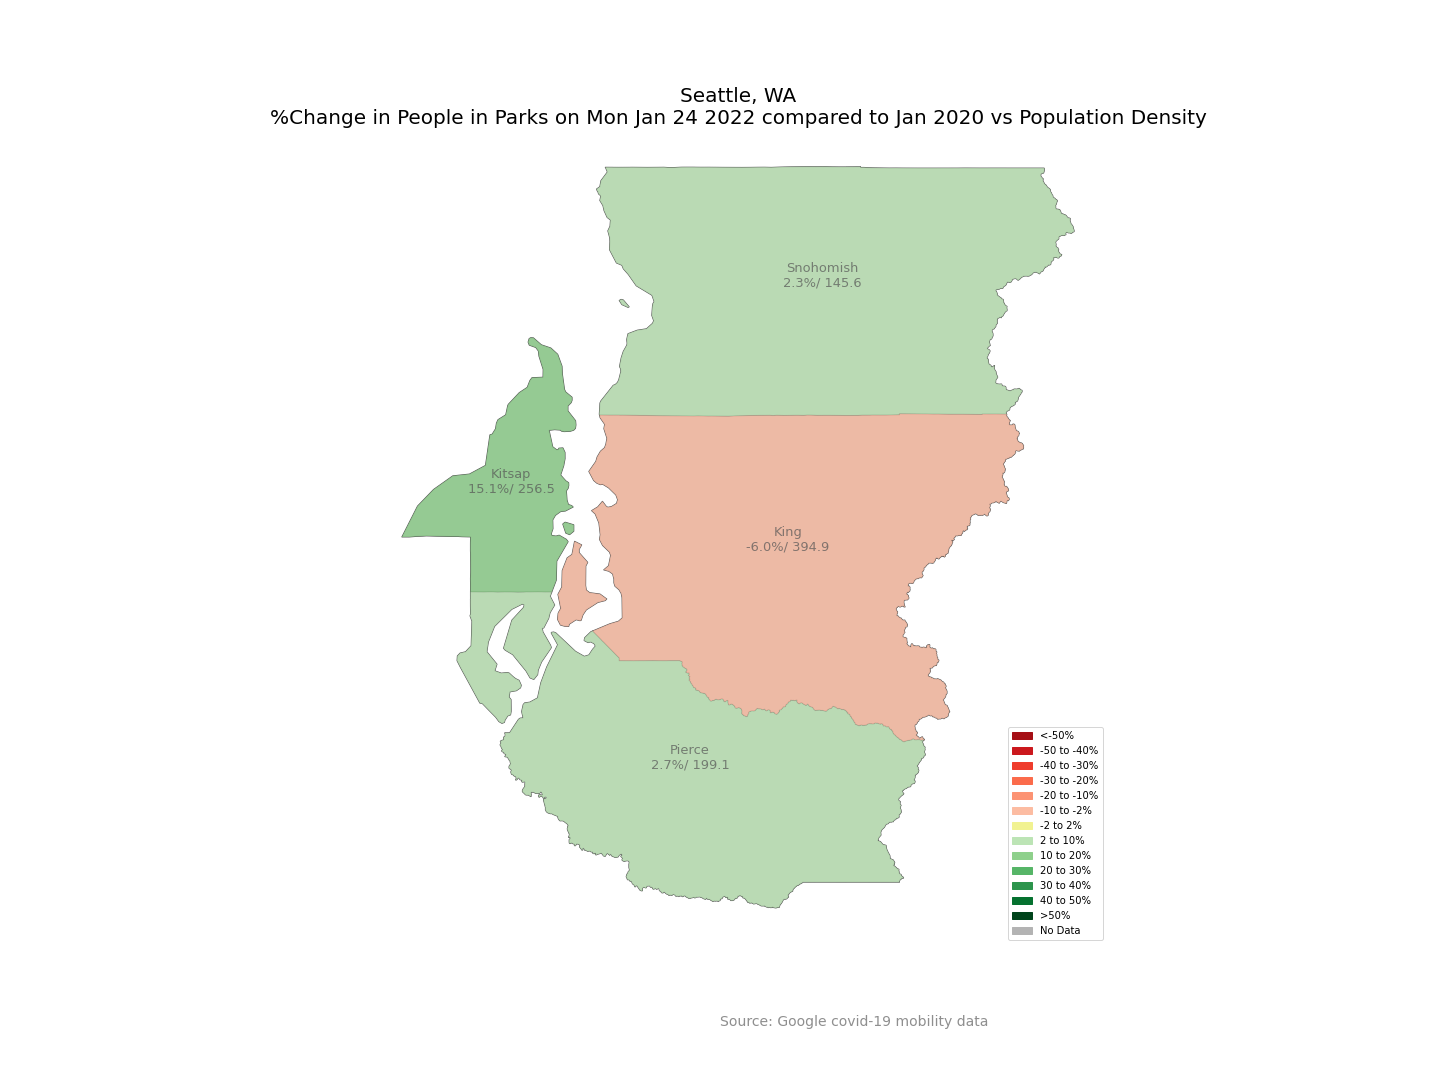 Seattle, WA
%Change in People in Parks on Mon Jan 24 2022 compared to Jan 2020 vs Population Density
Snohomish
2.3%/ 145.6
Kitsap
15.1%/ 256.5
King
-6.0%/ 394.9
Pierce
2.7%/ 199.1
<-50%
-50 to -40%
-40 to -30%
-30 to -20%
-20 to -10%
-10 to -2%
-2 to 2%
2 to 10%
10 to 20%
20 to 30%
30 to 40%
40 to 50%
>50%
No Data
Source: Google covid-19 mobility data